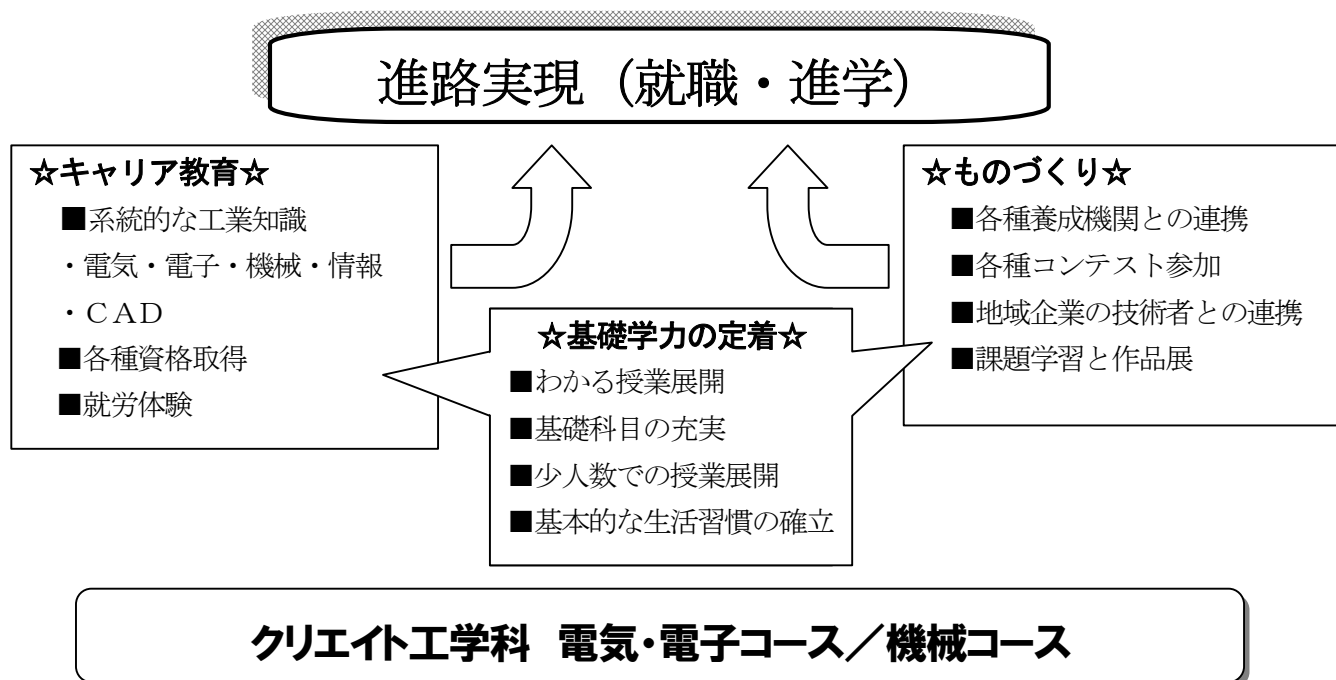 進路実現（就職・進学）
☆キャリア教育☆
■系統的な工業知識
・電気・電子・機械・情報
・ＣＡＤ
■各種資格取得
■就労体験
☆基礎学力の定着☆
■わかる授業展開
■基礎科目の充実
■少人数での授業展開
■基本的な生活習慣の確立
☆ものづくり☆
■各種養成機関との連携
■各種コンテスト参加
■地域企業の技術者との連携
■課題学習と作品展
クリエイト工学科　電気・電子コース／機械コース